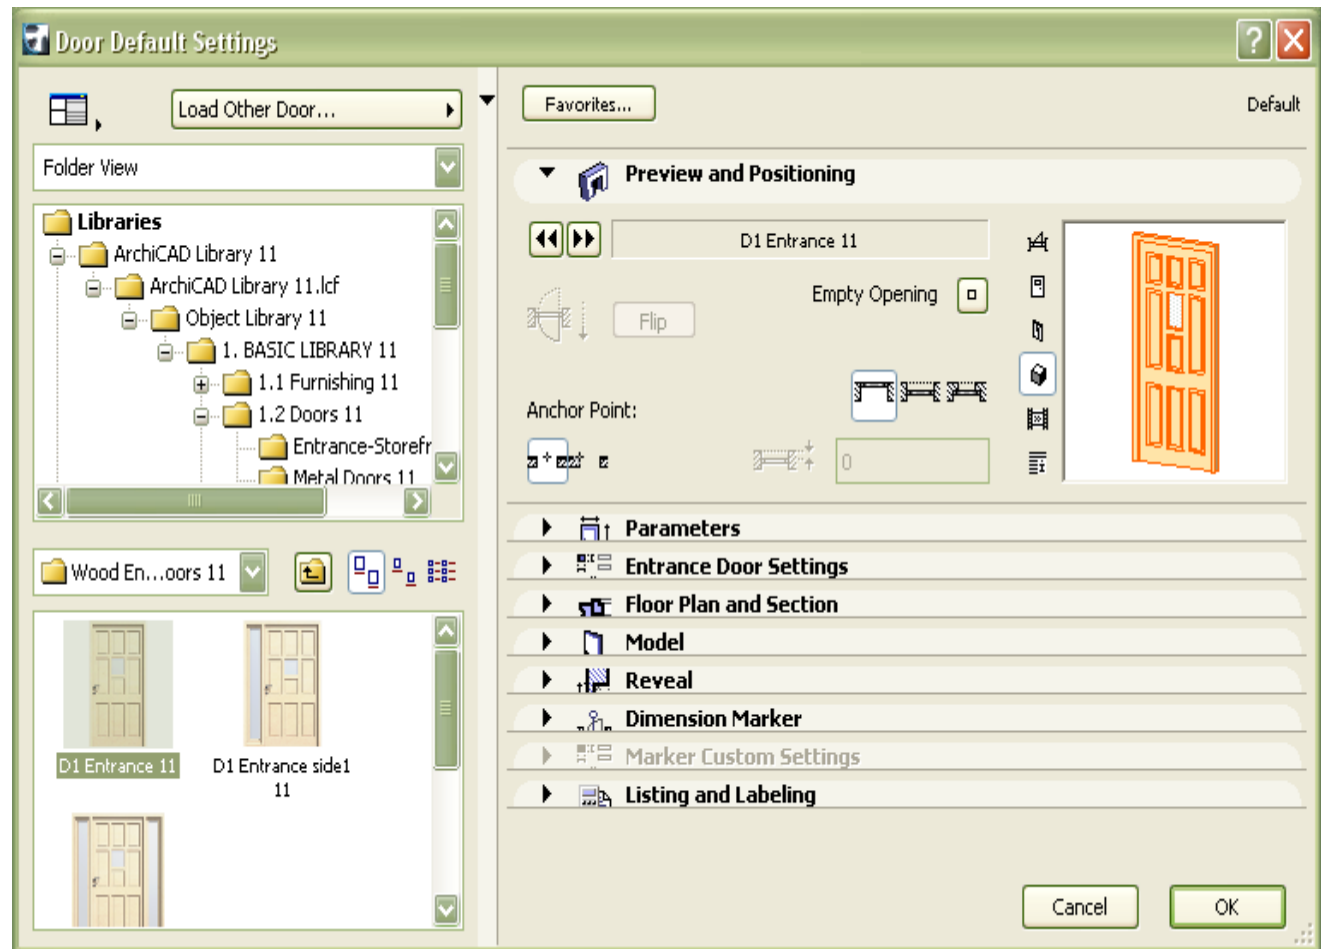 Door Default Settings
Load Other Door...
Folder View
Libraries
ArchiCAD Library 11
ArchiCAD Library 11.lcf
Object Library 11
1. BASIC LIBRARY 11
1.1 Furnishing 11
1.2 Doors 11
Entrance-Storefr
Metal Doors 11
Wood En...oors 11
D1 Entrance 11
D1 Entrance side1
11
Favorites...
Default
Preview and Positioning
D1 Entrance 11
Empty Opening
Flip
Anchor Point:
0
Parameters
Entrance Door Settings
Floor Plan and Section
Model
Reveal
Dimension Marker
Marker Custom Settings
Listing and Labeling
Cancel
OK